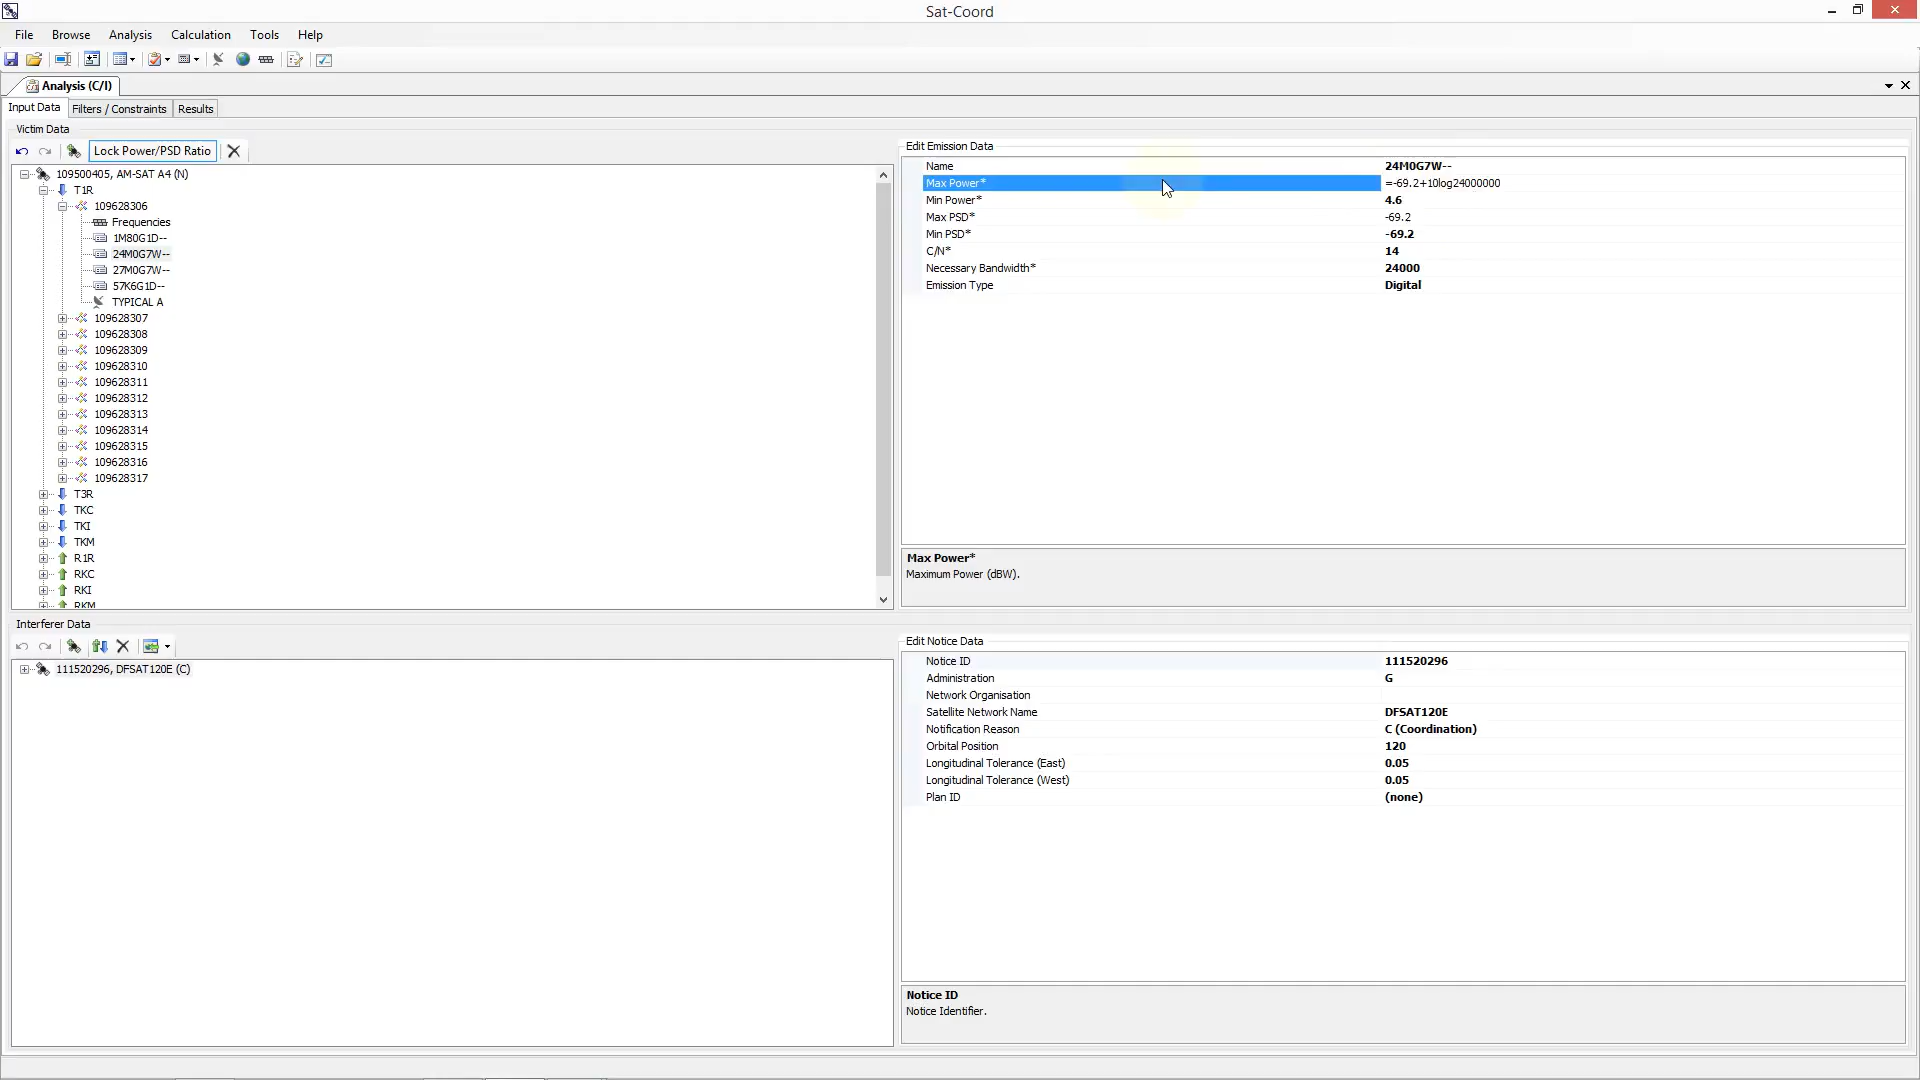 Sat-Coord
File Browse Analysis Calculation Tools Help
Analysis (C/I)
Input Data Filters / Constraints Results
Victim Data
Lock Power/PSD Ratio
109500405, AM-SAT A4 (N)
T1R
109628306
Frequencies
1M80G1D--
24M0G7W--
27M0G7W--
57K6G1D--
TYPICAL A
109628307
109628308
109628309
109628310
109628311
109628312
109628313
109628314
109628315
109628316
109628317
T3R
TKC
TKI
TKM
R1R
RKC
RKI
RKM
Edit Emission Data
Name 24M0G7W--
Max Power* =-69.2+10log24000000
Min Power* 4.6
Max PSD* -69.2
Min PSD* -69.2
C/N* 14
Necessary Bandwidth* 24000
Emission Type Digital
Max Power*
Maximum Power (dBW).
Interferer Data
111520296, DFSAT120E (C)
Edit Notice Data
Notice ID 111520296
Administration G
Network Organisation
Satellite Network Name DFSAT120E
Notification Reason C (Coordination)
Orbital Position 120
Longitudinal Tolerance (East) 0.05
Longitudinal Tolerance (West) 0.05
Plan ID (none)
Notice ID
Notice Identifier.